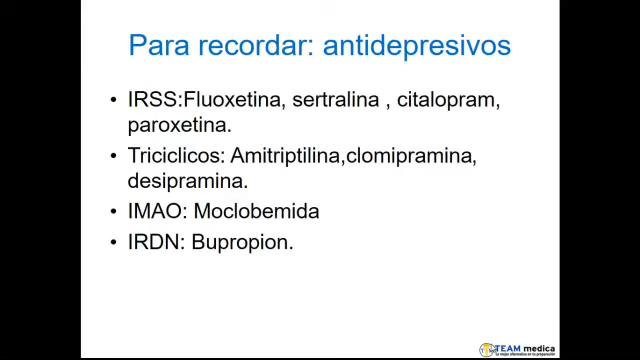 Para recordar: antidepresivos
• IRSS:Fluoxetina, sertralina , citalopram,
paroxetina.
• Triciclicos: Amitriptilina,clomipramina,
desipramina.
• IMAO: Moclobemida
• IRDN: Bupropion.
TEAM medica
La mejor alternativa en tu preparación